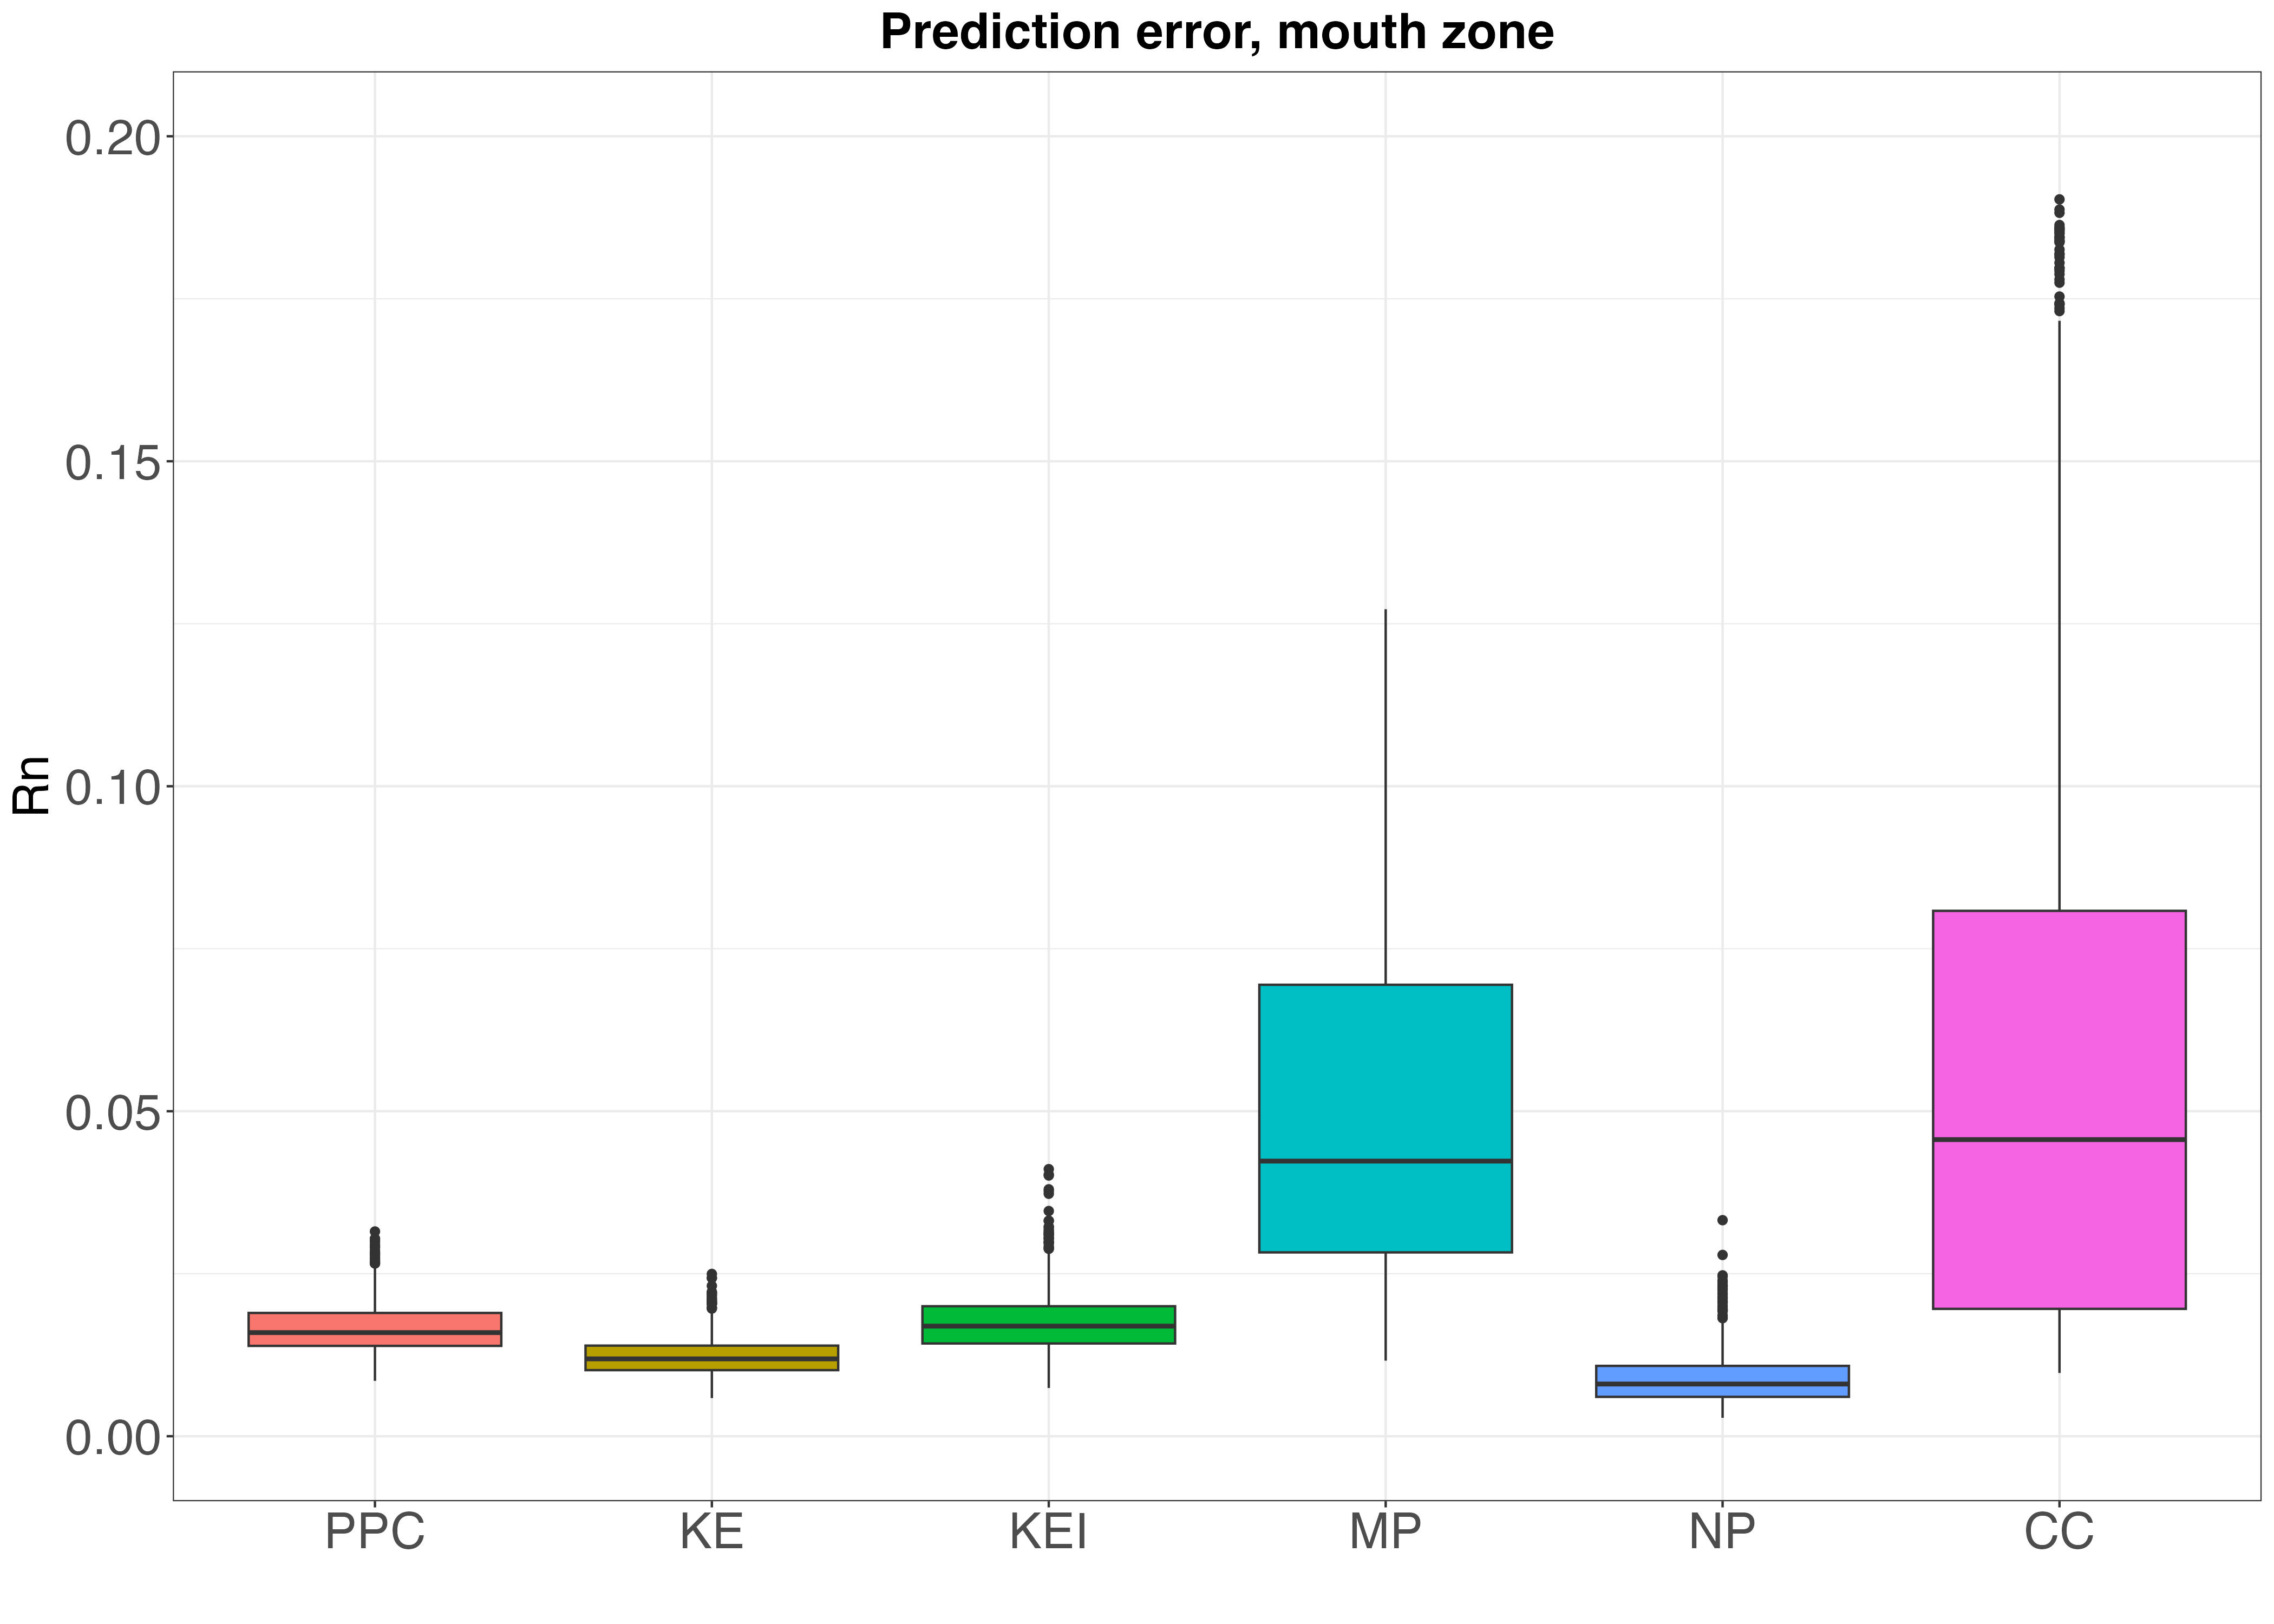 Prediction error, mouth zone
0.20
0.15
0.10
0.05
0.00
Rn
PPC KE KEI MP NP CC